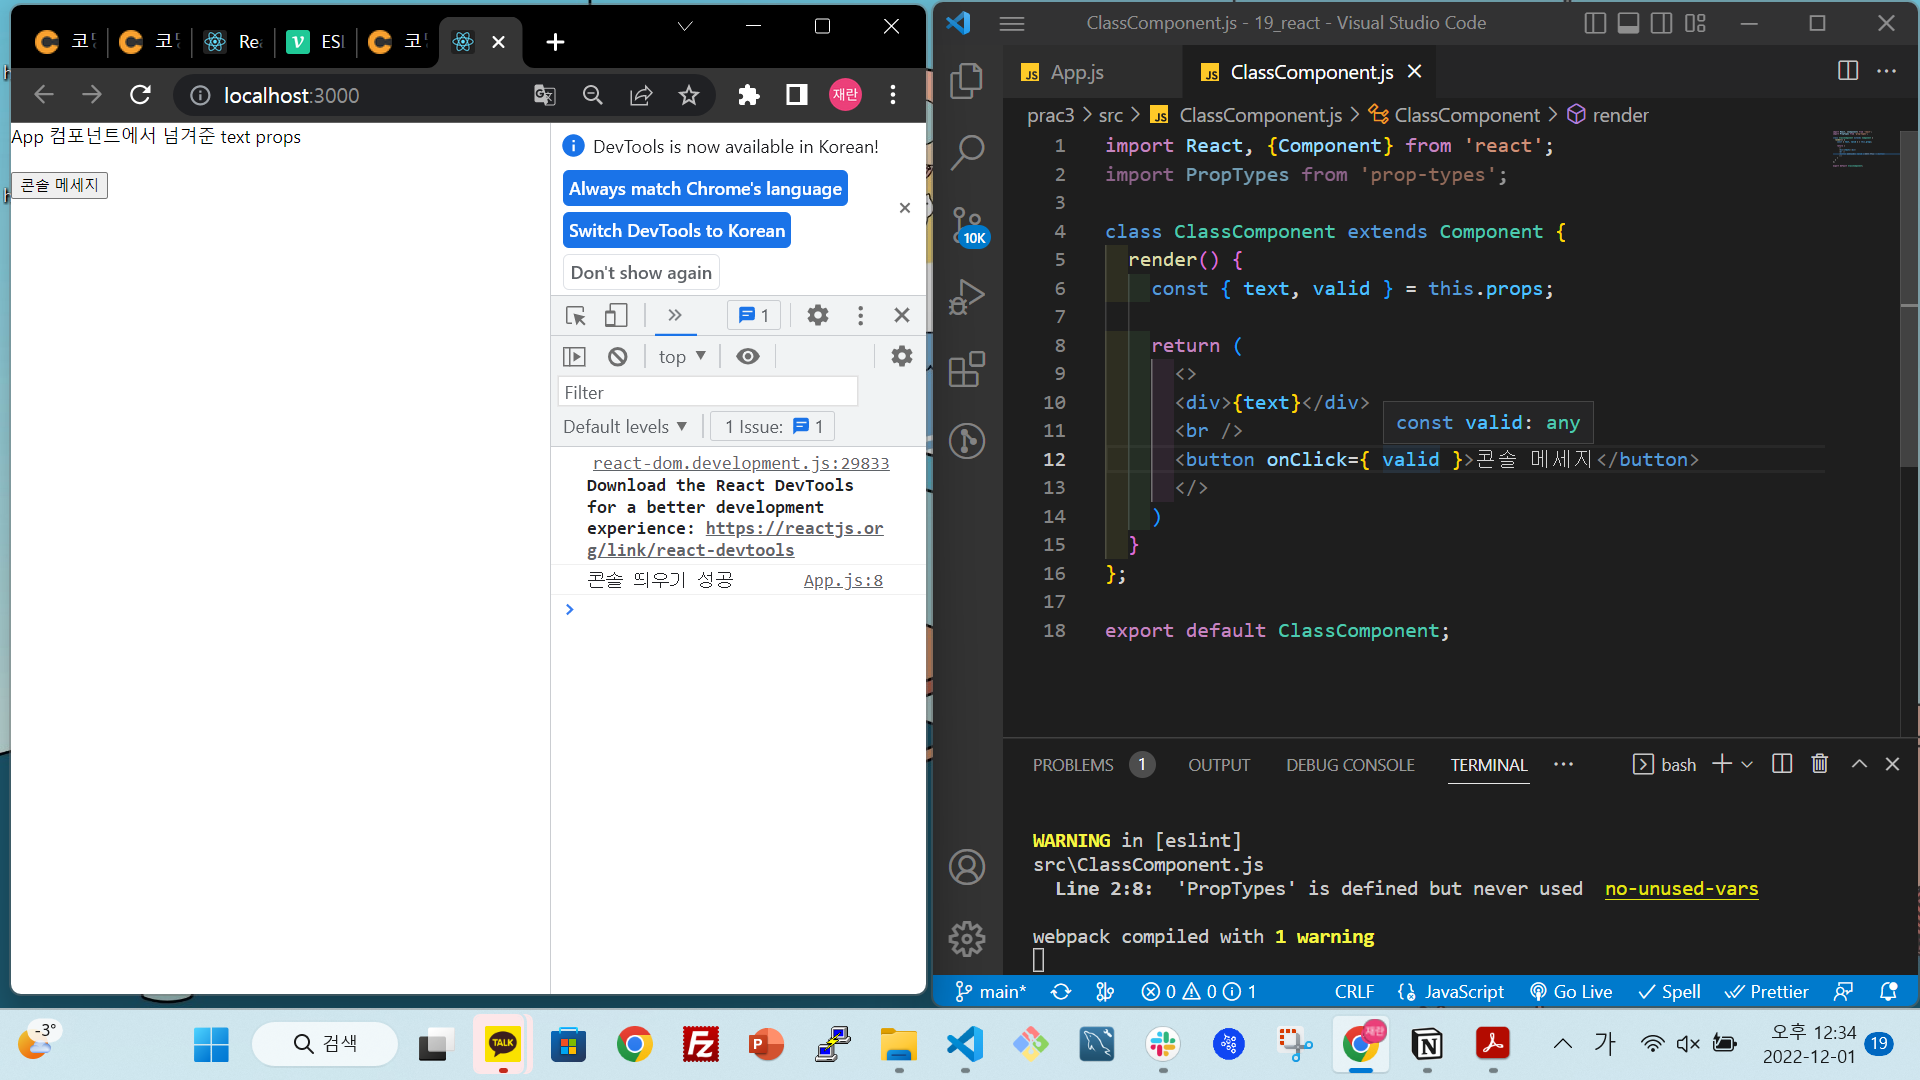 코
코
Rea
ESL
코
localhost:3000
재란
App 컴포넌트에서 넘겨준 text props
콘솔 메세지
DevTools is now available in Korean!
Always match Chrome's language
Switch DevTools to Korean
Don't show again
1
top
Filter
Default levels
1 Issue: 1
react-dom.development.js:29833
Download the React DevTools
for a better development
experience: https://reactjs.or
g/link/react-devtools
콘솔 띄우기 성공 App.js:8
ClassComponent.js - 19_react - Visual Studio Code
JS App.js
JS ClassComponent.js
prac3 > src > JS ClassComponent.js > ClassComponent > render
10K
1 import React, {Component} from 'react';
2 import PropTypes from 'prop-types';
3
4 class ClassComponent extends Component {
5 render() {
6 const { text, valid } = this.props;
7
8 return (
9 <>
10 <div>{text}</div>
11 <br />
const valid: any
12 <button onClick={ valid }>콘솔 메세지</button>
13 </>
14 )
15 }
16 };
17
18 export default ClassComponent;
PROBLEMS 1 OUTPUT DEBUG CONSOLE TERMINAL ··· bash
WARNING in [eslint]
src\ClassComponent.js
Line 2:8: 'PropTypes' is defined but never used no-unused-vars
webpack compiled with 1 warning
main* 0 0 1 CRLF {} JavaScript Go Live Spell Prettier
-3°
검색
TALK
Fz
P
재란
가
오후 12:34
2022-12-01
19